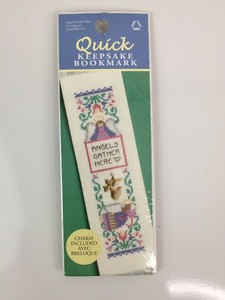 Quick
KEEPSAKE
BOOKMARK
ANGELS
GATHER
HERE
CHARM
INCLUDED
AVEC
BRELOQUE